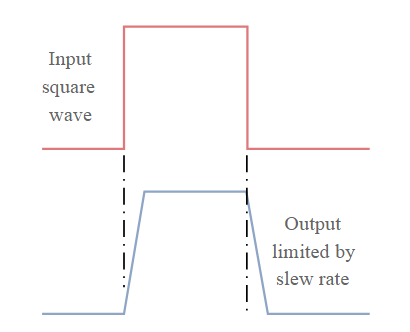 Input
square
wave
Output
limited by
slew rate